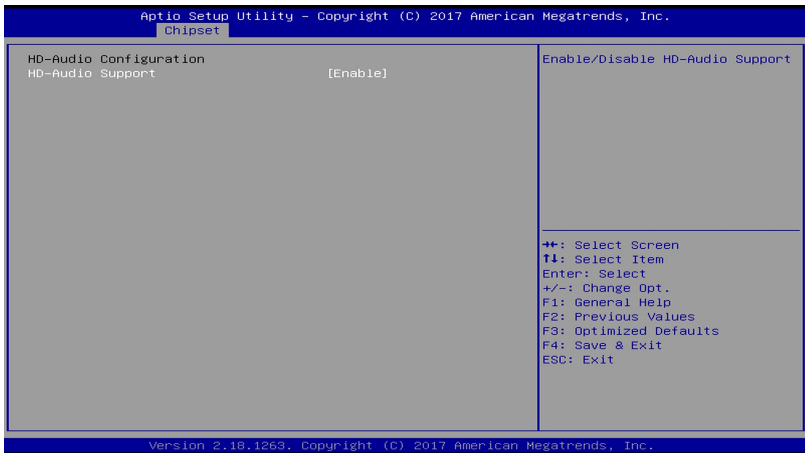 Aptio Setup Utility – Copyright (C) 2017 American Megatrends, Inc.
Chipset
HD-Audio Configuration
HD-Audio Support [Enable]
Enable/Disable HD-Audio Support
→←: Select Screen
↑↓: Select Item
Enter: Select
+/-: Change Opt.
F1: General Help
F2: Previous Values
F3: Optimized Defaults
F4: Save & Exit
ESC: Exit
Version 2.18.1263. Copyright (C) 2017 American Megatrends, Inc.